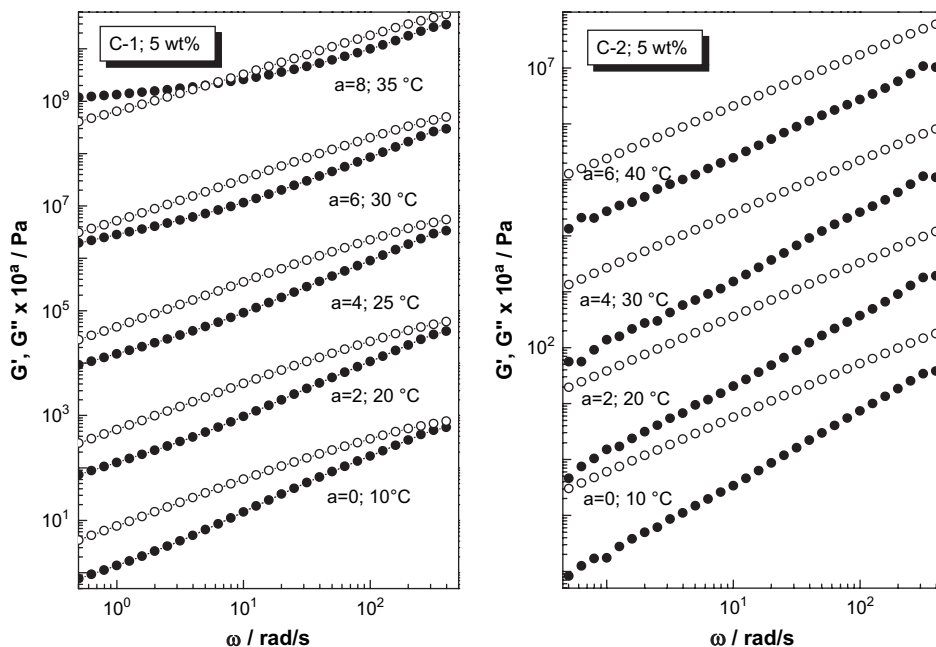 C-1; 5 wt%
a=8; 35 °C
a=6; 30 °C
a=4; 25 °C
a=2; 20 °C
a=0; 10°C
10⁹
10⁷
10⁵
10³
10¹
G', G" x 10ᵃ / Pa
10⁰
10¹
10²
ω / rad/s
C-2; 5 wt%
a=6; 40 °C
a=4; 30 °C
a=2; 20 °C
a=0; 10 °C
10⁷
10²
G', G" x 10ᵃ / Pa
10¹
10²
ω / rad/s